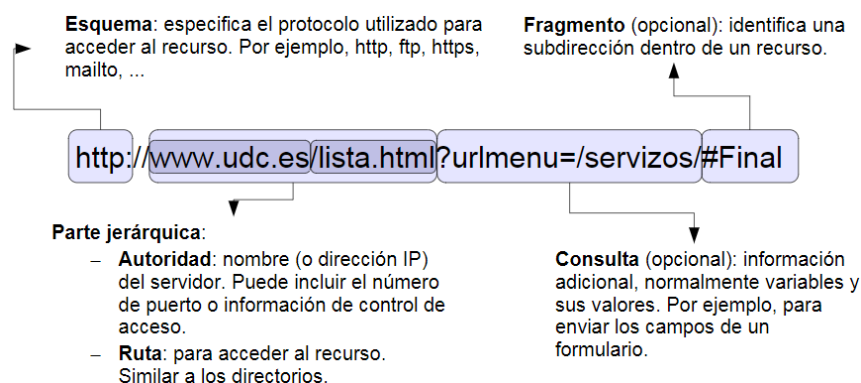 Esquema: especifica el protocolo utilizado para
acceder al recurso. Por ejemplo, http, ftp, https,
mailto, ...
Fragmento (opcional): identifica una
subdirección dentro de un recurso.
http://www.udc.es/lista.html?urlmenu=/servizos/#Final
Parte jerárquica:
– Autoridad: nombre (o dirección IP)
del servidor. Puede incluir el número
de puerto o información de control de
acceso.
– Ruta: para acceder al recurso.
Similar a los directorios.
Consulta (opcional): información
adicional, normalmente variables y
sus valores. Por ejemplo, para
enviar los campos de un
formulario.